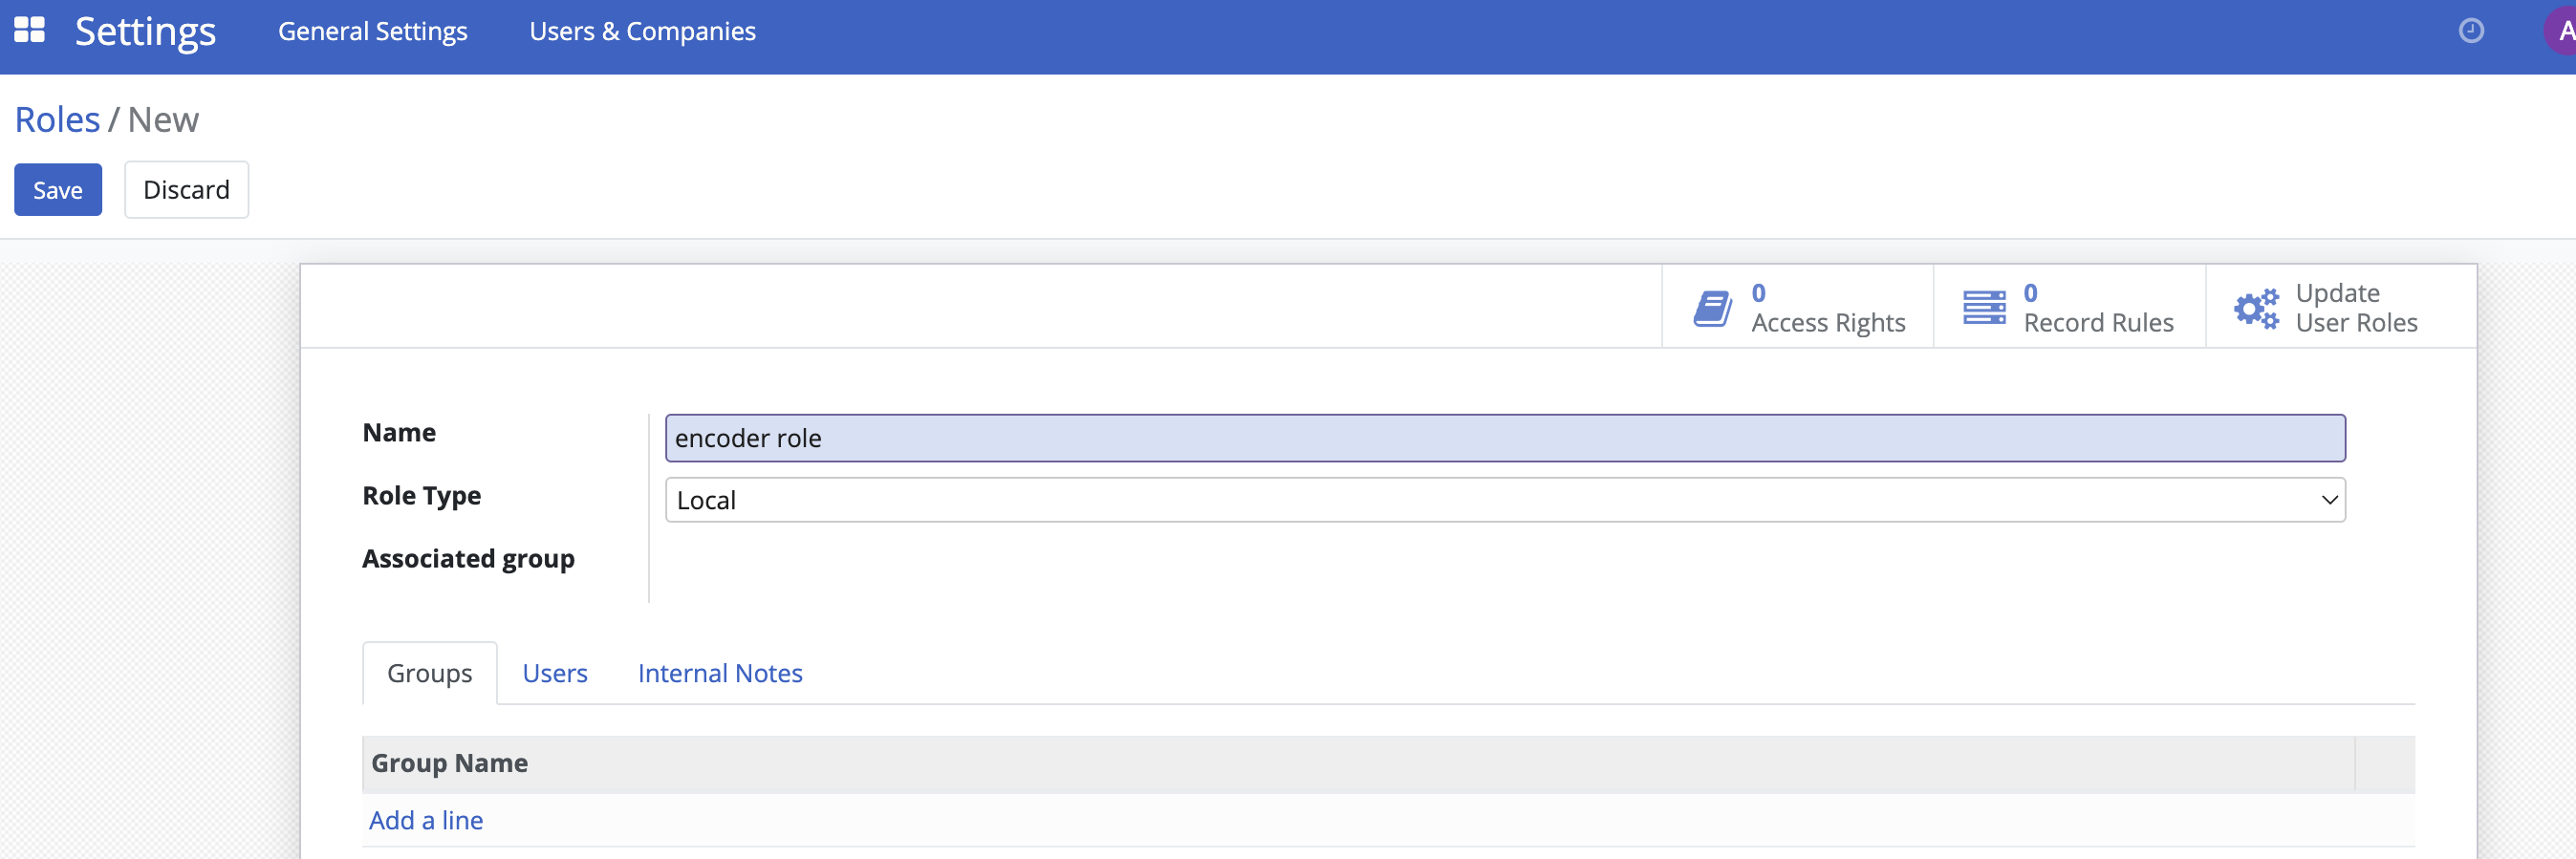 Settings General Settings Users & Companies A
Roles / New
Save Discard
0 Access Rights
0 Record Rules
Update User Roles
Name encoder role
Role Type Local
Associated group
Groups Users Internal Notes
Group Name
Add a line